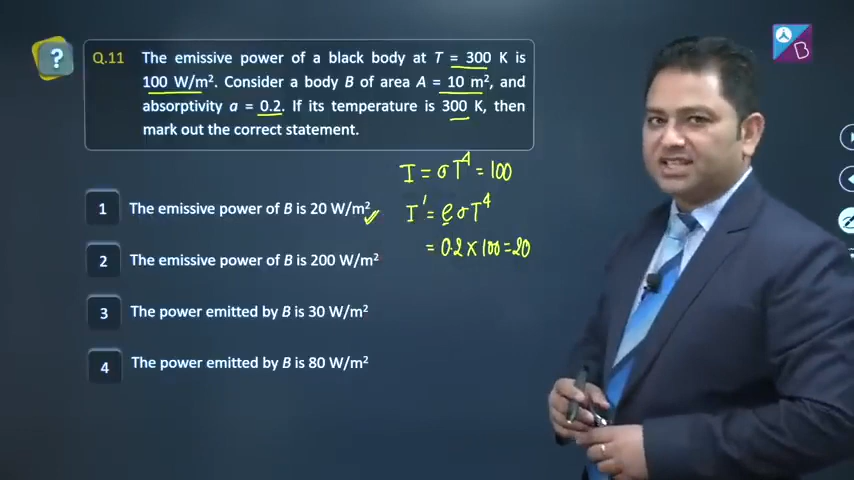 ?
Q.11 The emissive power of a black body at T = 300 K is
100 W/m². Consider a body B of area A = 10 m², and
absorptivity a = 0.2. If its temperature is 300 K, then
mark out the correct statement.
1 The emissive power of B is 20 W/m²
2 The emissive power of B is 200 W/m²
3 The power emitted by B is 30 W/m²
4 The power emitted by B is 80 W/m²
I = σT⁴ = 100
I' = eσT⁴
= 0.2 × 100 = 20
B